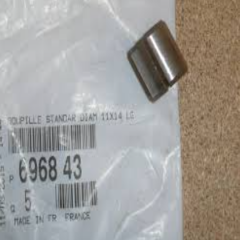 GOUPILLE STANDAR DIAM 11X14 LG
P 6968 43
Q 5
MADE IN FR FRANCE